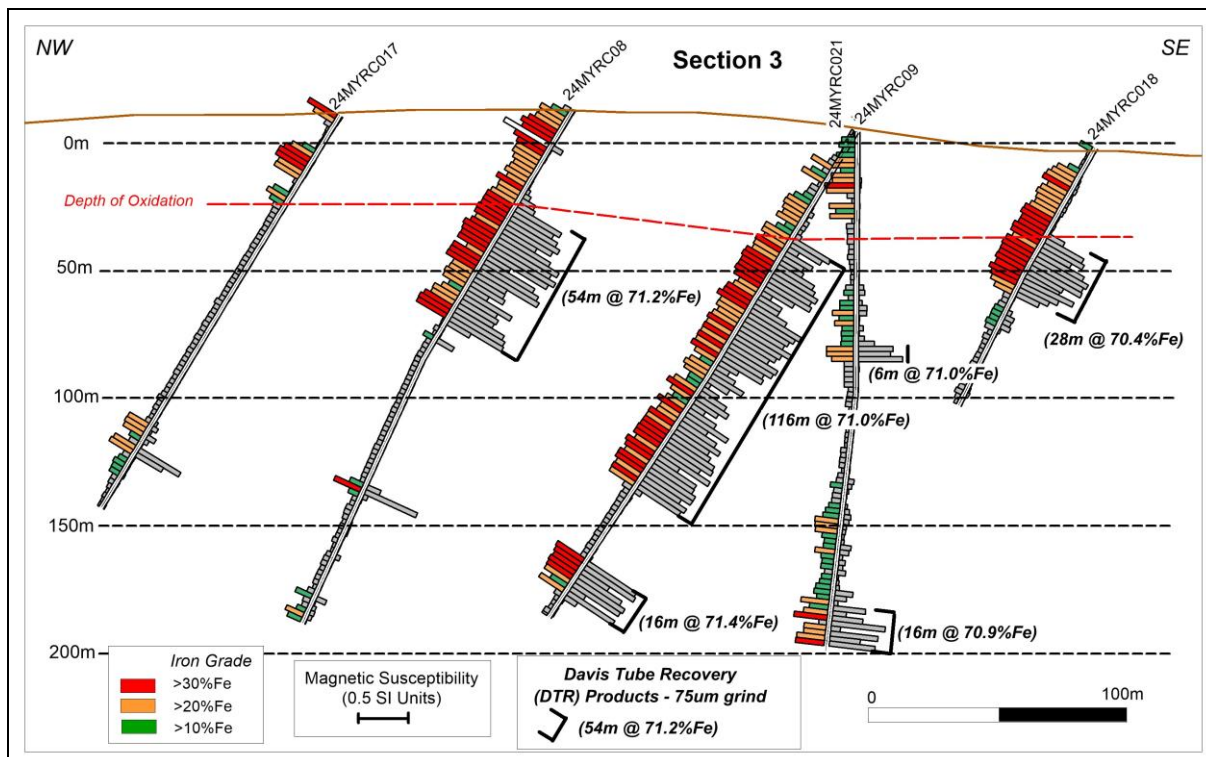 NW
Section 3
SE
24MYRC017
24MYRC08
24MYRC021
24MYRC09
24MYRC018
0m
Depth of Oxidation
50m
(54m @ 71.2%Fe)
(28m @ 70.4%Fe)
(6m @ 71.0%Fe)
100m
(116m @ 71.0%Fe)
150m
(16m @ 71.4%Fe)
(16m @ 70.9%Fe)
200m
Iron Grade
>30%Fe
>20%Fe
>10%Fe
Magnetic Susceptibility
(0.5 SI Units)
Davis Tube Recovery
(DTR) Products - 75um grind
(54m @ 71.2%Fe)
0
100m